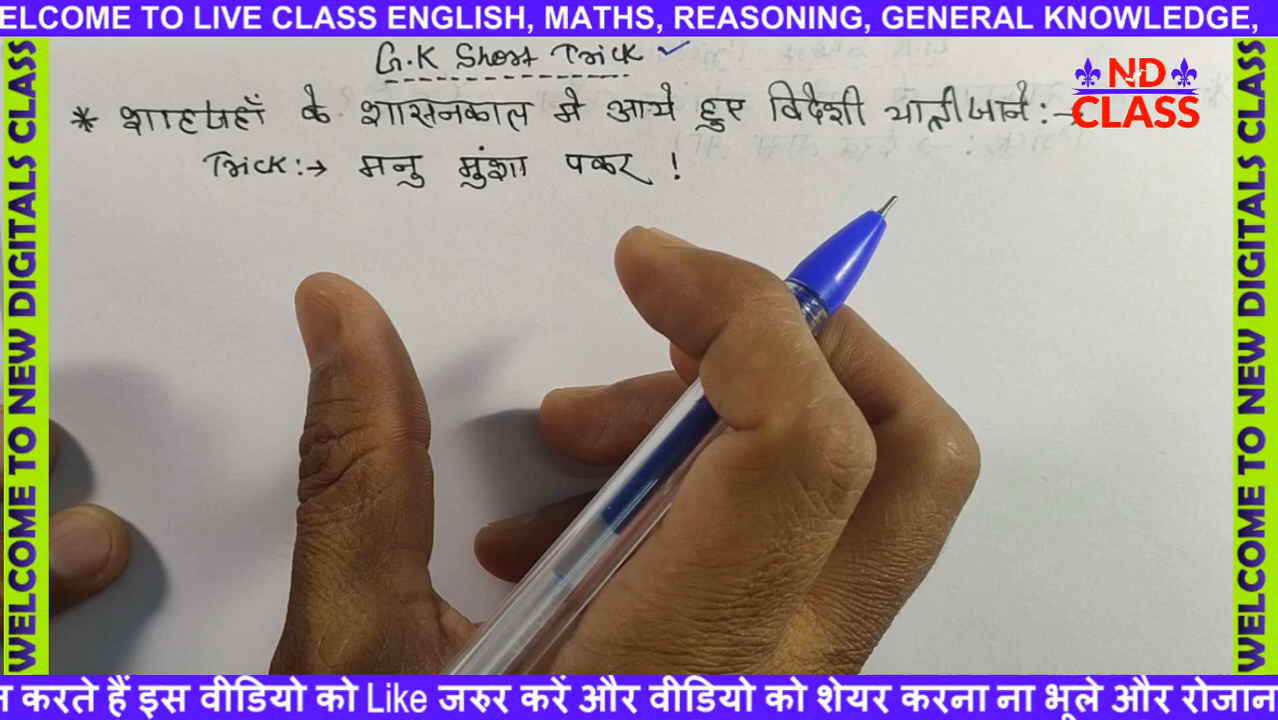 ELCOME TO LIVE CLASS ENGLISH, MATHS, REASONING, GENERAL KNOWLEDGE,
G.K Short Trick ✓
* शाहजहाँ के शासनकाल में आये हुए विदेशी यात्री जाने:→
Trick:→ मनु मुंशा पकर !
ND
CLASS
WELCOME TO NEW DIGITALS CLASS
WELCOME TO NEW DIGITALS CLASS
न करते हैं इस वीडियो को Like जरुर करें और वीडियो को शेयर करना ना भूले और रोजान